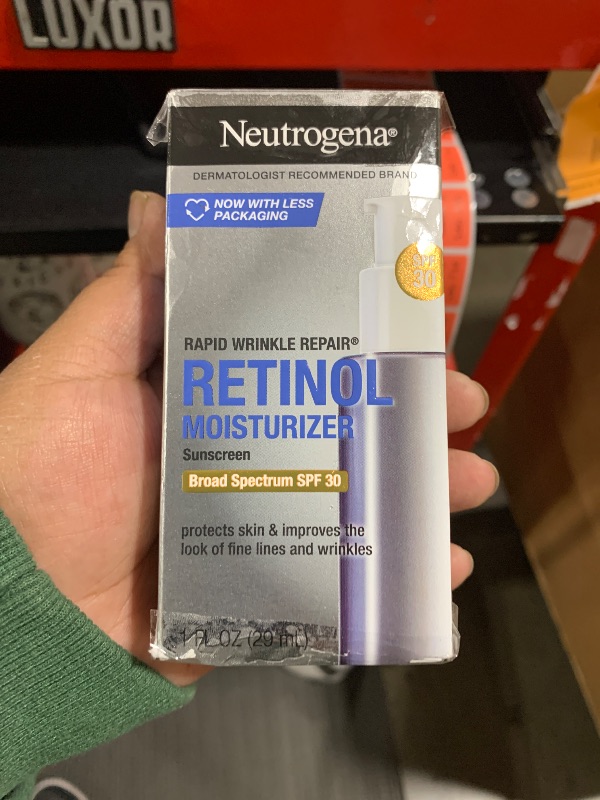 LUXOR
Neutrogena®
DERMATOLOGIST RECOMMENDED BRAND
NOW WITH LESS
PACKAGING
SPF
30
RAPID WRINKLE REPAIR®
RETINOL
MOISTURIZER
Sunscreen
Broad Spectrum SPF 30
protects skin & improves the
look of fine lines and wrinkles
1 FL OZ (29 mL)